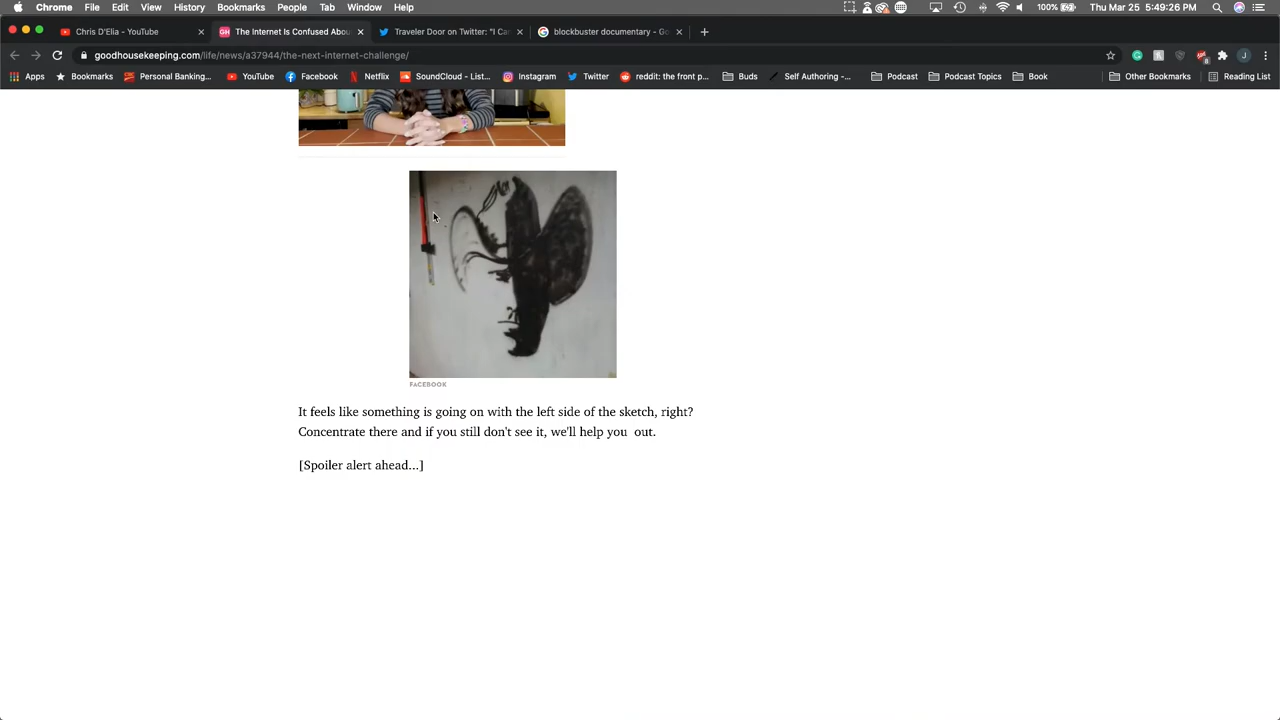 Chrome File Edit View History Bookmarks People Tab Window Help 100% Thu Mar 25 5:49:26 PM
Chris D'Elia - YouTube The Internet Is Confused Abou Traveler Door on Twitter: "I Ca blockbuster documentary - Go
goodhousekeeping.com/life/news/a37944/the-next-internet-challenge/
Apps Bookmarks Personal Banking... YouTube Facebook Netflix SoundCloud - List... Instagram Twitter reddit: the front p... Buds Self Authoring -... Podcast Podcast Topics Book Other Bookmarks Reading List
FACEBOOK
It feels like something is going on with the left side of the sketch, right?
Concentrate there and if you still don't see it, we'll help you out.
[Spoiler alert ahead...]